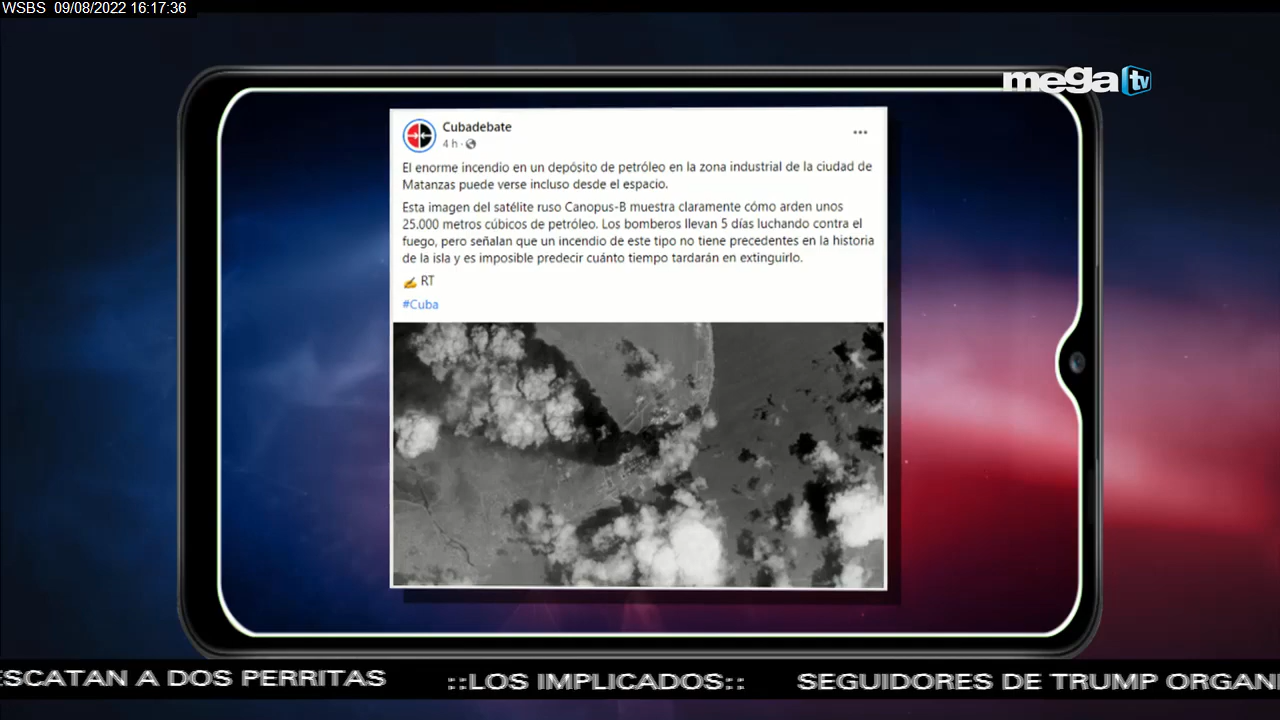 WSBS 09/08/2022 16:17:36
mega tv
Cubadebate
4 h ·
El enorme incendio en un depósito de petróleo en la zona industrial de la ciudad de
Matanzas puede verse incluso desde el espacio.
Esta imagen del satélite ruso Canopus-B muestra claramente cómo arden unos
25.000 metros cúbicos de petróleo. Los bomberos llevan 5 días luchando contra el
fuego, pero señalan que un incendio de este tipo no tiene precedentes en la historia
de la isla y es imposible predecir cuánto tiempo tardarán en extinguirlo.
RT
#Cuba
ESCATAN A DOS PERRITAS ::LOS IMPLICADOS:: SEGUIDORES DE TRUMP ORGANI